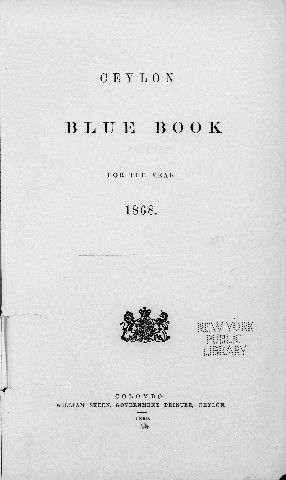 CEYLON
BLUE BOOK
FOR THE YEAR
1868.
NEW YORK
PUBLIC
LIBRARY
COLOMBO:
WILLIAM SKEEN, GOVERNMENT PRINTER, CEYLON.